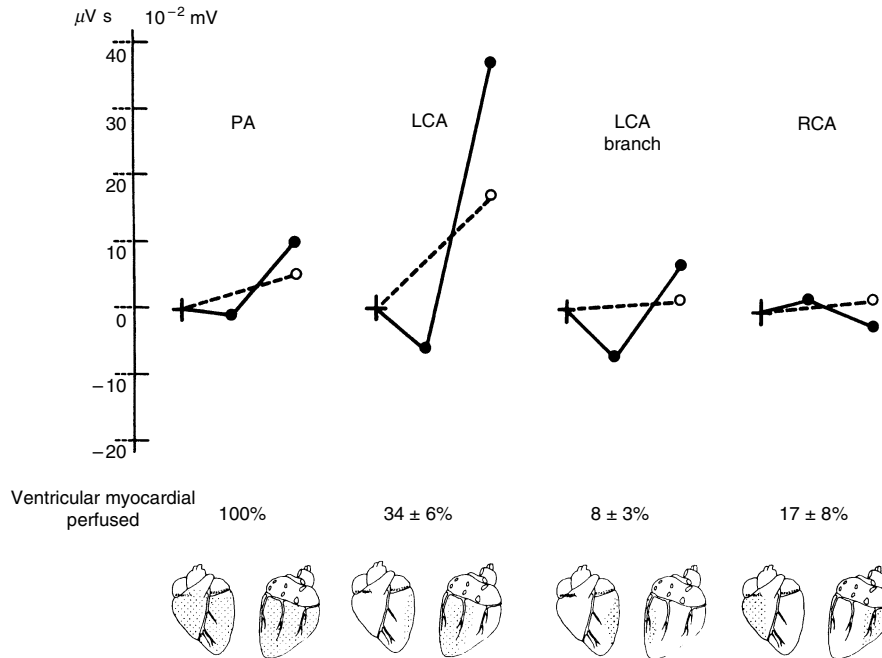 μV s 10⁻² mV
40
30
20
10
0
−10
−20
PA
LCA
LCA
branch
RCA
Ventricular myocardial
perfused
100%
34 ± 6%
8 ± 3%
17 ± 8%